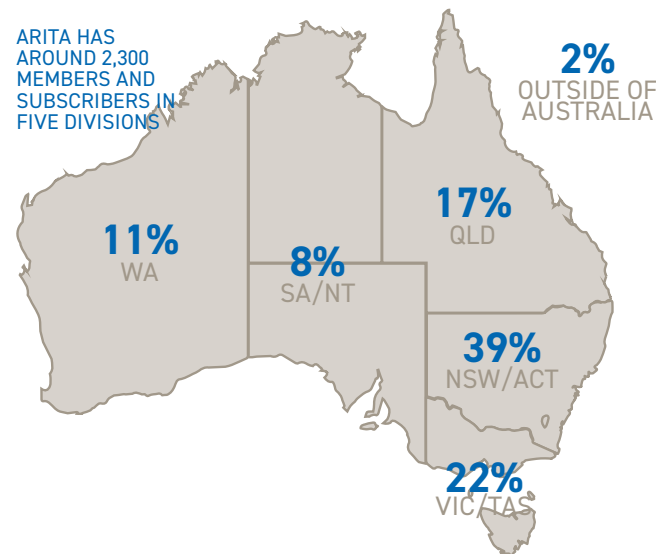 ARITA HAS
AROUND 2,300
MEMBERS AND
SUBSCRIBERS IN
FIVE DIVISIONS
2%
OUTSIDE OF
AUSTRALIA
17%
QLD
11%
WA
8%
SA/NT
39%
NSW/ACT
22%
VIC/TAS